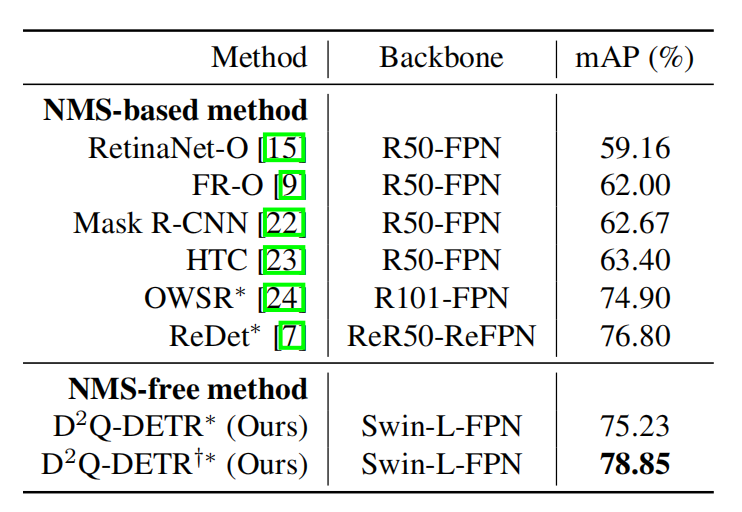 Method Backbone mAP (%)
NMS-based method
RetinaNet-O [15] R50-FPN 59.16
FR-O [9] R50-FPN 62.00
Mask R-CNN [22] R50-FPN 62.67
HTC [23] R50-FPN 63.40
OWSR* [24] R101-FPN 74.90
ReDet* [7] ReR50-ReFPN 76.80
NMS-free method
D²Q-DETR* (Ours) Swin-L-FPN 75.23
D²Q-DETR†* (Ours) Swin-L-FPN 78.85